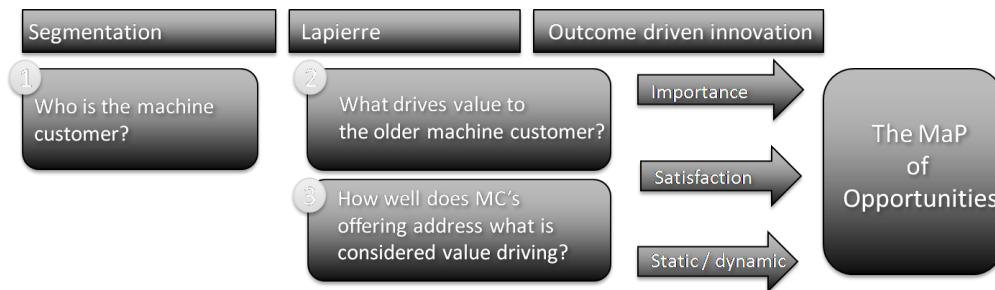 Segmentation
Lapierre
Outcome driven innovation
1
Who is the machine
customer?
2
What drives value to
the older machine customer?
3
How well does MC´s
offering address what is
considered value driving?
Importance
Satisfaction
Static / dynamic
The MaP
of
Opportunities